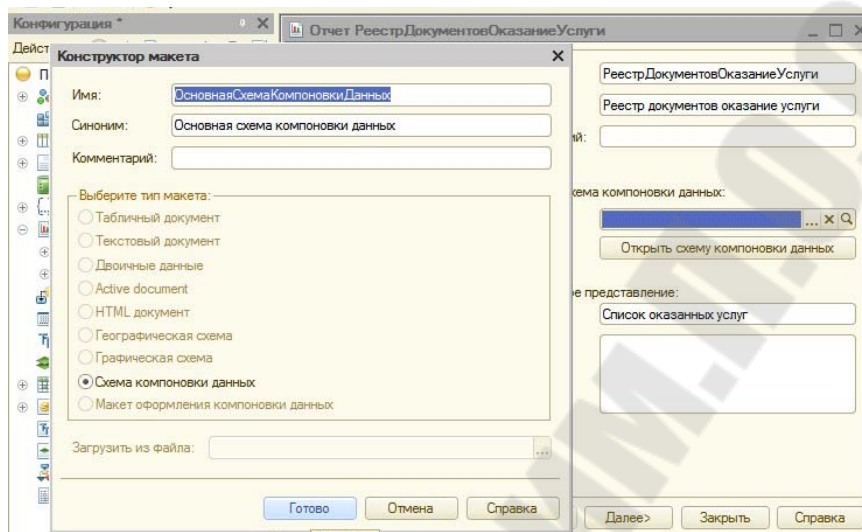 Конфигурация *
Отчет РеестрДокументовОказаниеУслуги
Дейст
Конструктор макета
Имя:
ОсновнаяСхемаКомпоновкиДанных
РеестрДокументовОказаниеУслуги
Синоним:
Основная схема компоновки данных
Реестр документов оказание услуги
Комментарий:
ий:
Выберите тип макета:
хема компоновки данных:
Табличный документ
Текстовый документ
Открыть схему компоновки данных
Двоичные данные
Active document
е представление:
HTML документ
Список оказанных услуг
Географическая схема
Графическая схема
Схема компоновки данных
Макет оформления компоновки данных
Загрузить из файла:
Готово
Отмена
Справка
Далее>
Закрыть
Справка